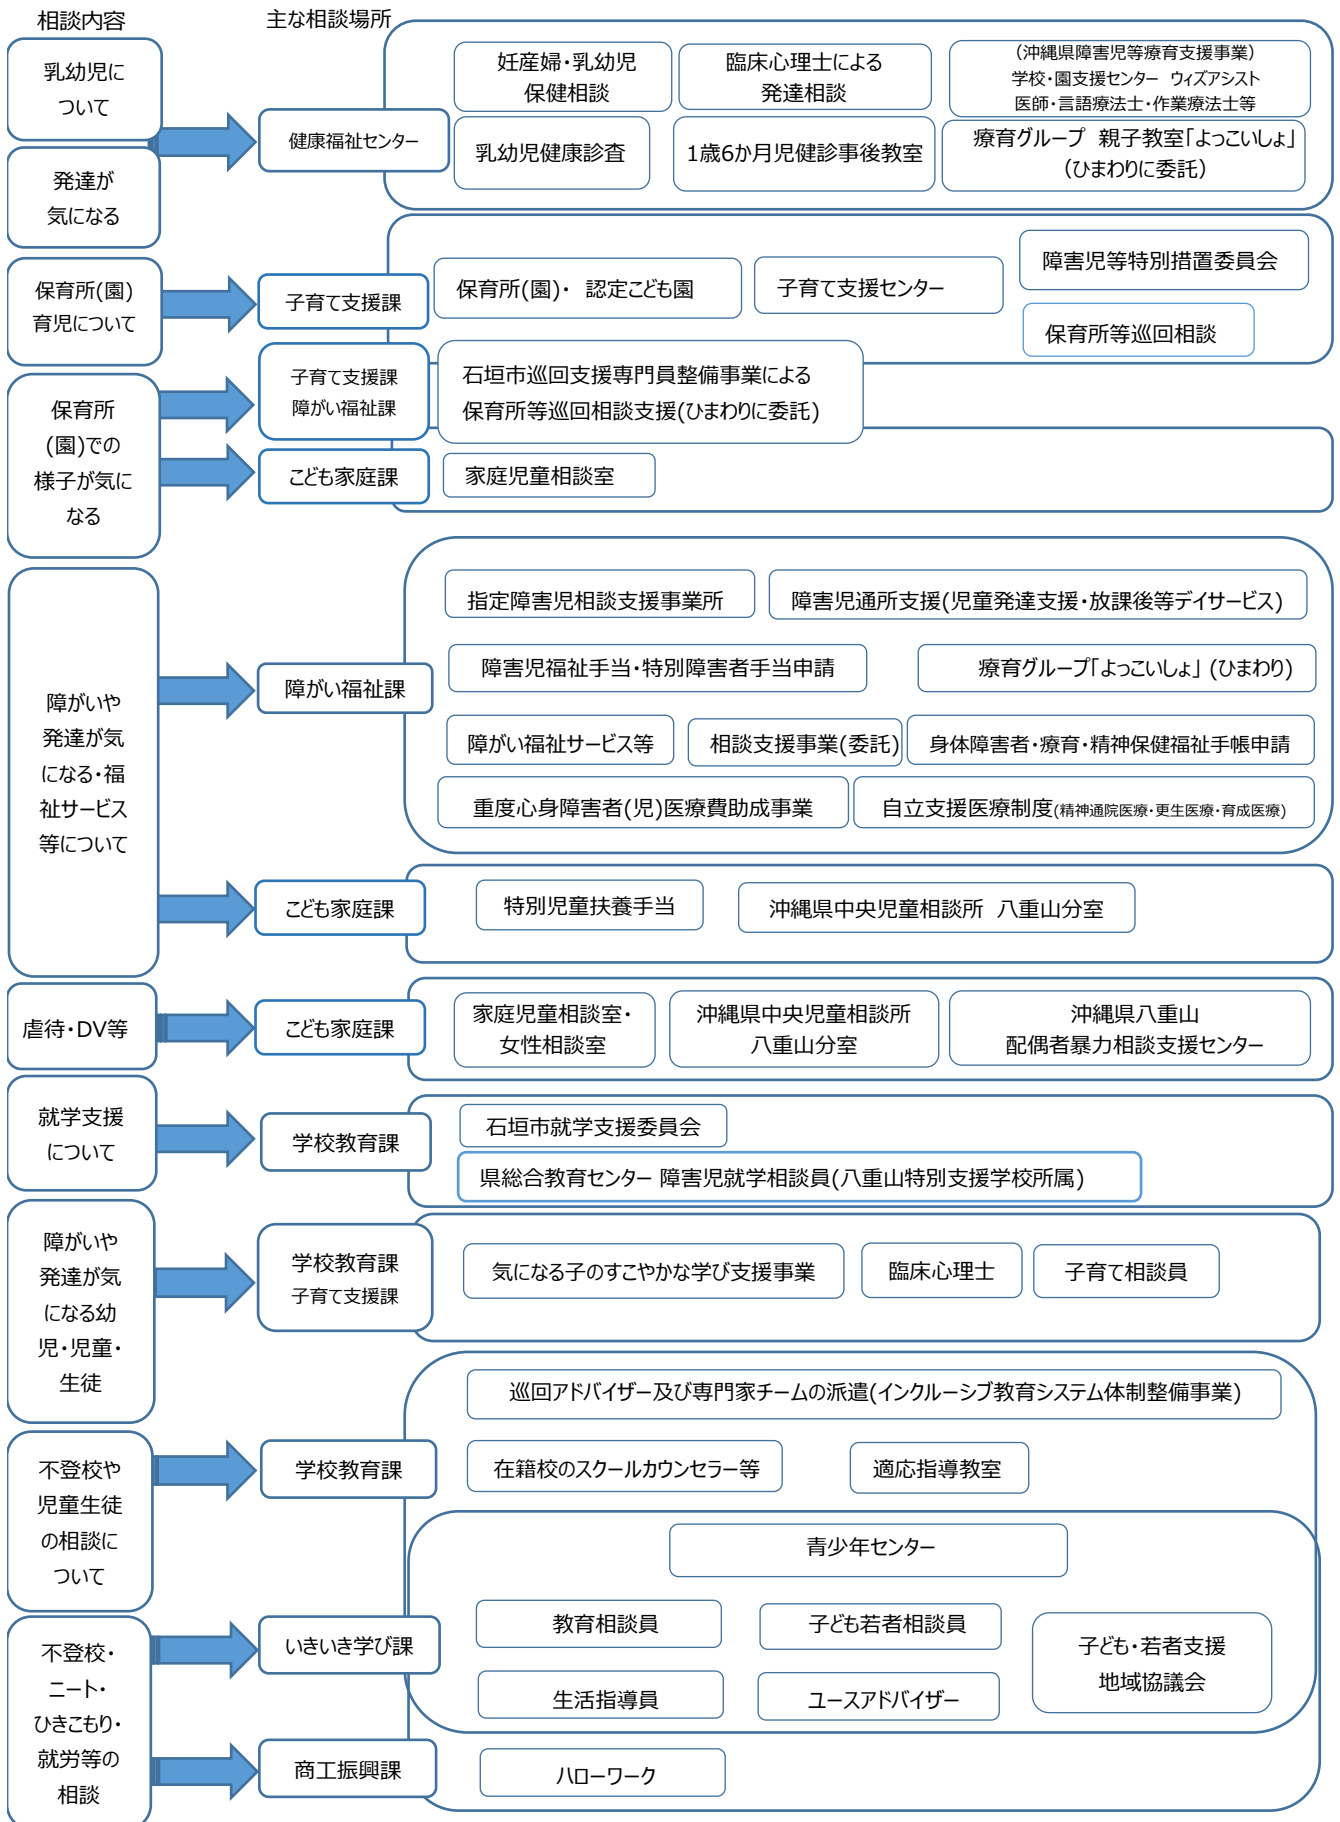 相談内容
主な相談場所
乳幼児に
ついて
発達が
気になる
健康福祉センター
妊産婦・乳幼児
保健相談
臨床心理士による
発達相談
(沖縄県障害児等療育支援事業)
学校・園支援センター ウィズアシスト
医師・言語療法士・作業療法士等
乳幼児健康診査
1歳6か月児健診事後教室
療育グループ 親子教室「よっこいしょ」
(ひまわりに委託)
保育所(園)
育児について
子育て支援課
保育所(園)・ 認定こども園
子育て支援センター
障害児等特別措置委員会
保育所等巡回相談
保育所
(園)での
様子が気に
なる
子育て支援課
障がい福祉課
石垣市巡回支援専門員整備事業による
保育所等巡回相談支援(ひまわりに委託)
こども家庭課
家庭児童相談室
障がいや
発達が気
になる・福
祉サービス
等について
障がい福祉課
指定障害児相談支援事業所
障害児通所支援(児童発達支援・放課後等デイサービス)
障害児福祉手当・特別障害者手当申請
療育グループ「よっこいしょ」(ひまわり)
障がい福祉サービス等
相談支援事業(委託)
身体障害者・療育・精神保健福祉手帳申請
重度心身障害者(児)医療費助成事業
自立支援医療制度(精神通院医療・更生医療・育成医療)
こども家庭課
特別児童扶養手当
沖縄県中央児童相談所 八重山分室
虐待・DV等
こども家庭課
家庭児童相談室・
女性相談室
沖縄県中央児童相談所
八重山分室
沖縄県八重山
配偶者暴力相談支援センター
就学支援
について
学校教育課
石垣市就学支援委員会
県総合教育センター 障害児就学相談員(八重山特別支援学校所属)
障がいや
発達が気
になる幼
児・児童・
生徒
学校教育課
子育て支援課
気になる子のすこやかな学び支援事業
臨床心理士
子育て相談員
不登校や
児童生徒
の相談に
ついて
学校教育課
巡回アドバイザー及び専門家チームの派遣(インクルーシブ教育システム体制整備事業)
在籍校のスクールカウンセラー等
適応指導教室
青少年センター
不登校・
ニート・
ひきこもり・
就労等の
相談
いきいき学び課
教育相談員
子ども若者相談員
生活指導員
ユースアドバイザー
子ども・若者支援
地域協議会
商工振興課
ハローワーク